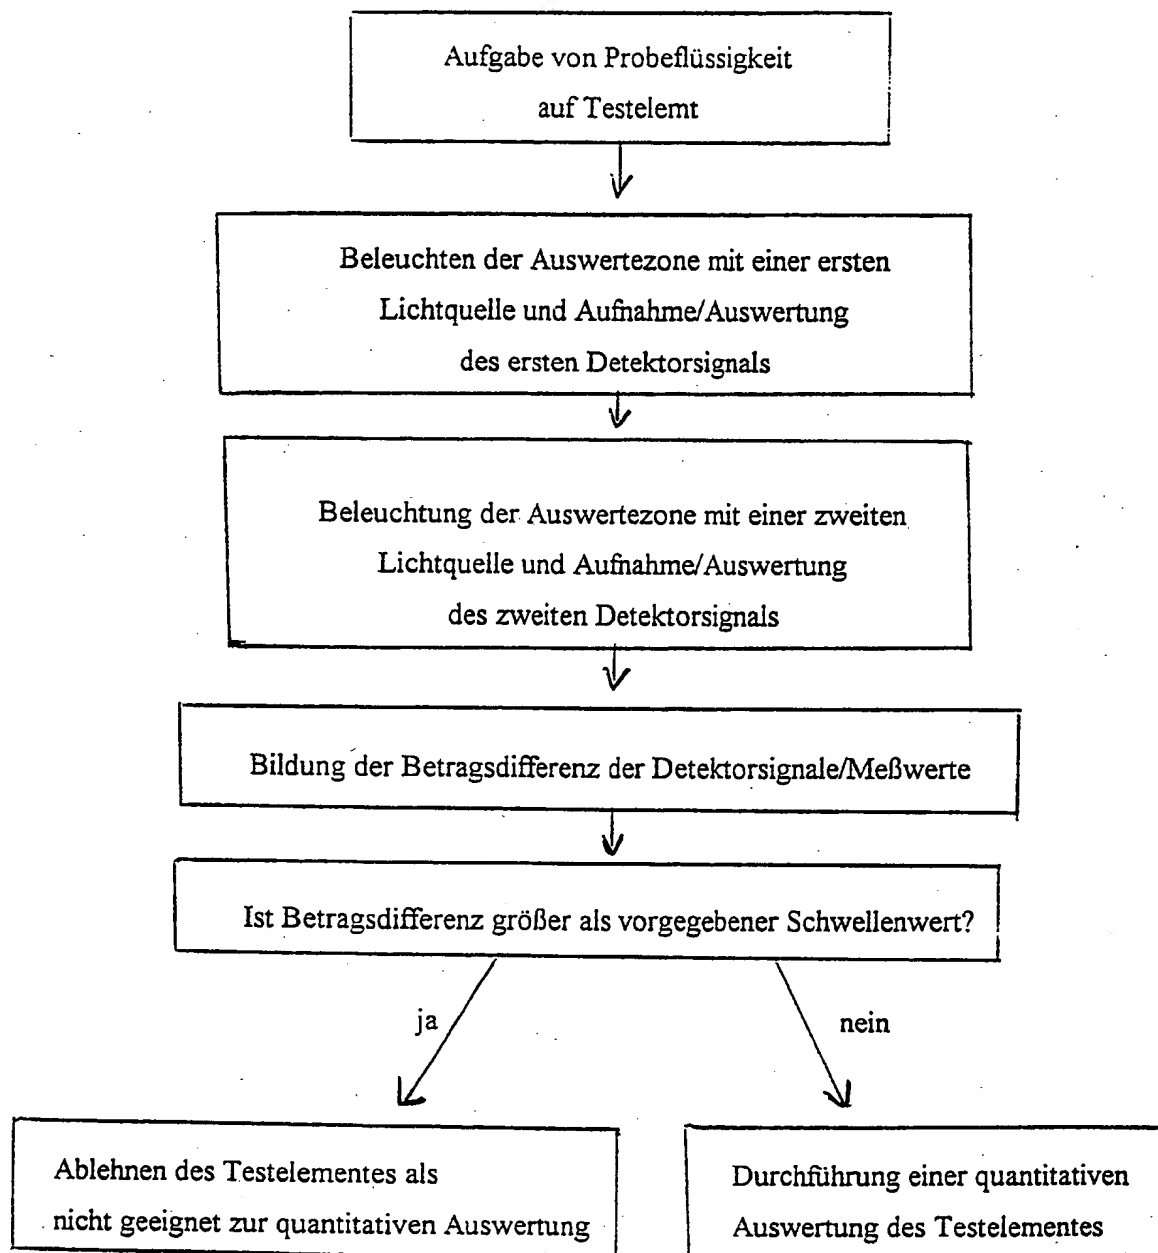 Aufgabe von Probeflüssigkeit
auf Testelemt
Beleuchten der Auswertezone mit einer ersten
Lichtquelle und Aufnahme/Auswertung
des ersten Detektorsignals
Beleuchtung der Auswertezone mit einer zweiten
Lichtquelle und Aufnahme/Auswertung
des zweiten Detektorsignals
Bildung der Betragsdifferenz der Detektorsignale/Meßwerte
Ist Betragsdifferenz größer als vorgegebener Schwellenwert?
ja
nein
Ablehnen des Testelementes als
nicht geeignet zur quantitativen Auswertung
Durchführung einer quantitativen
Auswertung des Testelementes